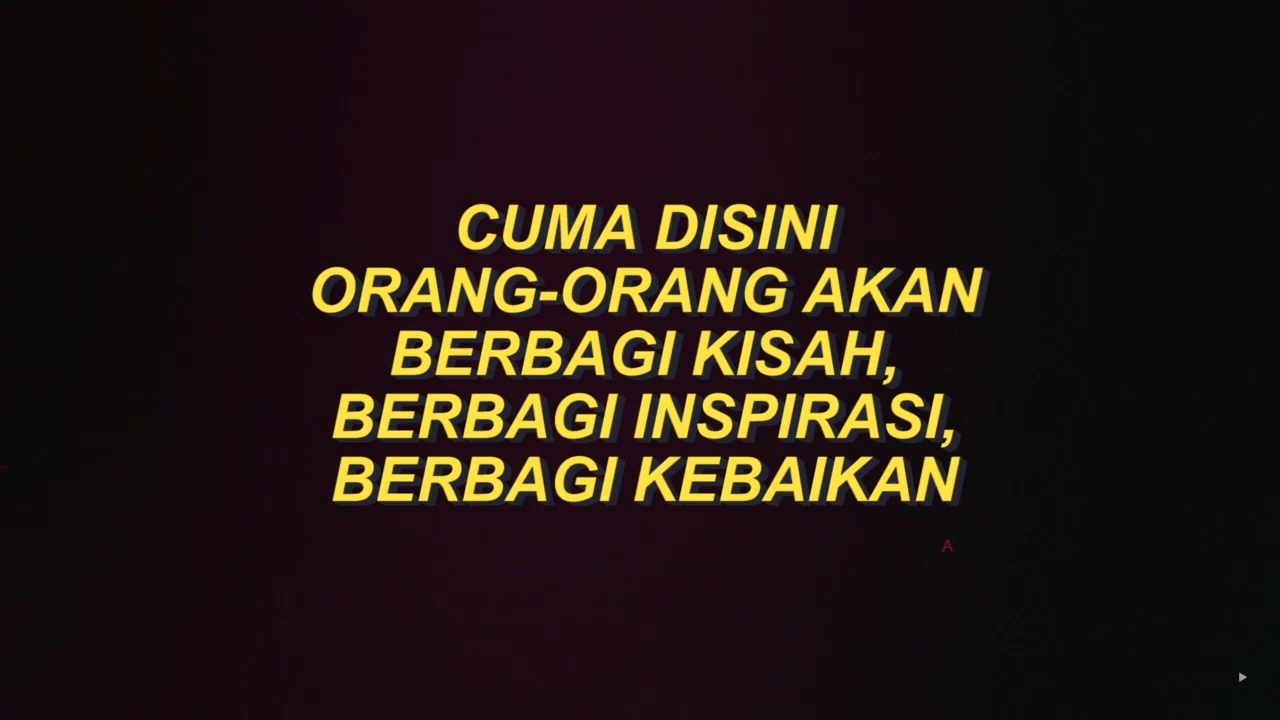 CUMA DISINI
ORANG-ORANG AKAN
BERBAGI KISAH,
BERBAGI INSPIRASI,
BERBAGI KEBAIKAN
A